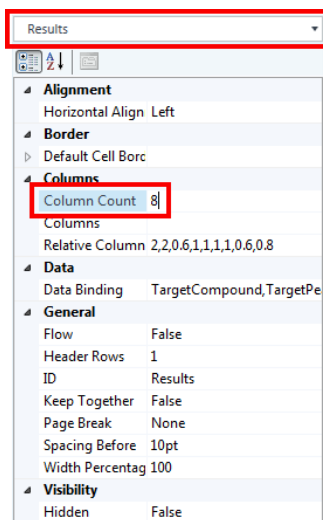 Results
Alignment
Horizontal Align Left
Border
Default Cell Borc
Columns
Column Count 8
Columns
Relative Column 2,2,0.6,1,1,1,1,0.6,0.8
Data
Data Binding TargetCompound,TargetPe
General
Flow False
Header Rows 1
ID Results
Keep Together False
Page Break None
Spacing Before 10pt
Width Percentag 100
Visibility
Hidden False